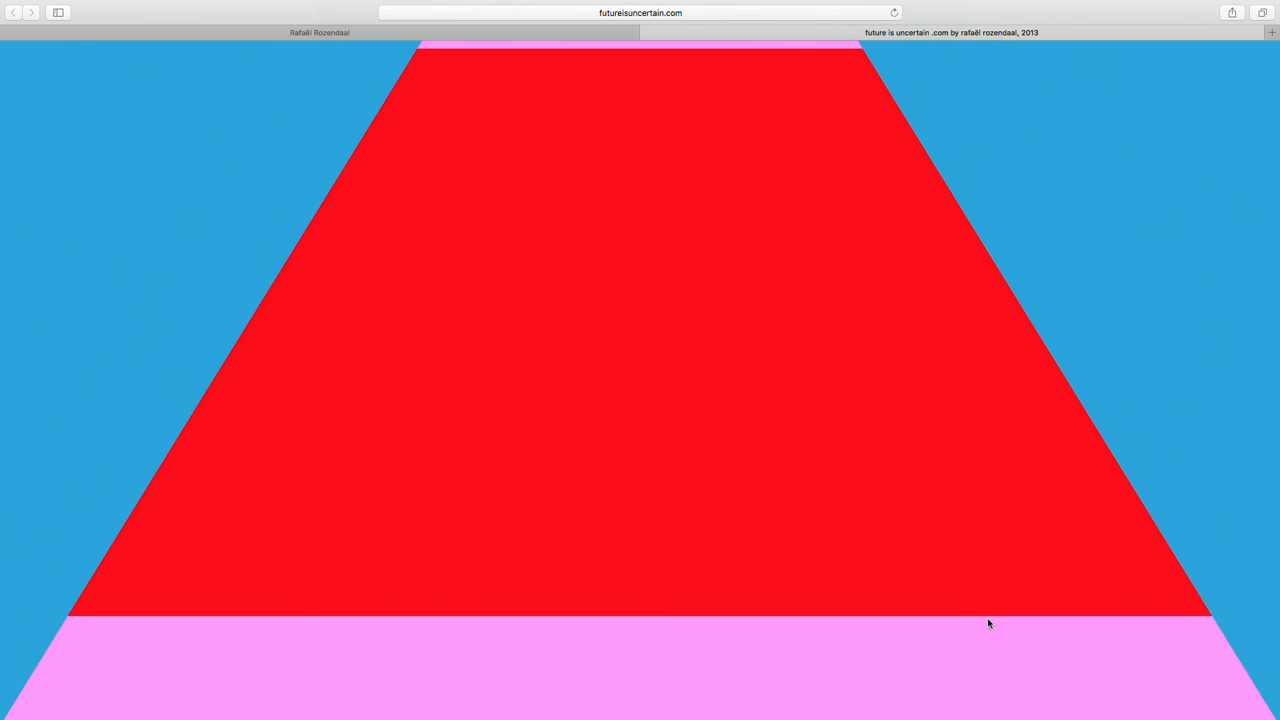 futureisuncertain.com
Rafaël Rozendaal
future is uncertain .com by rafaël rozendaal, 2013